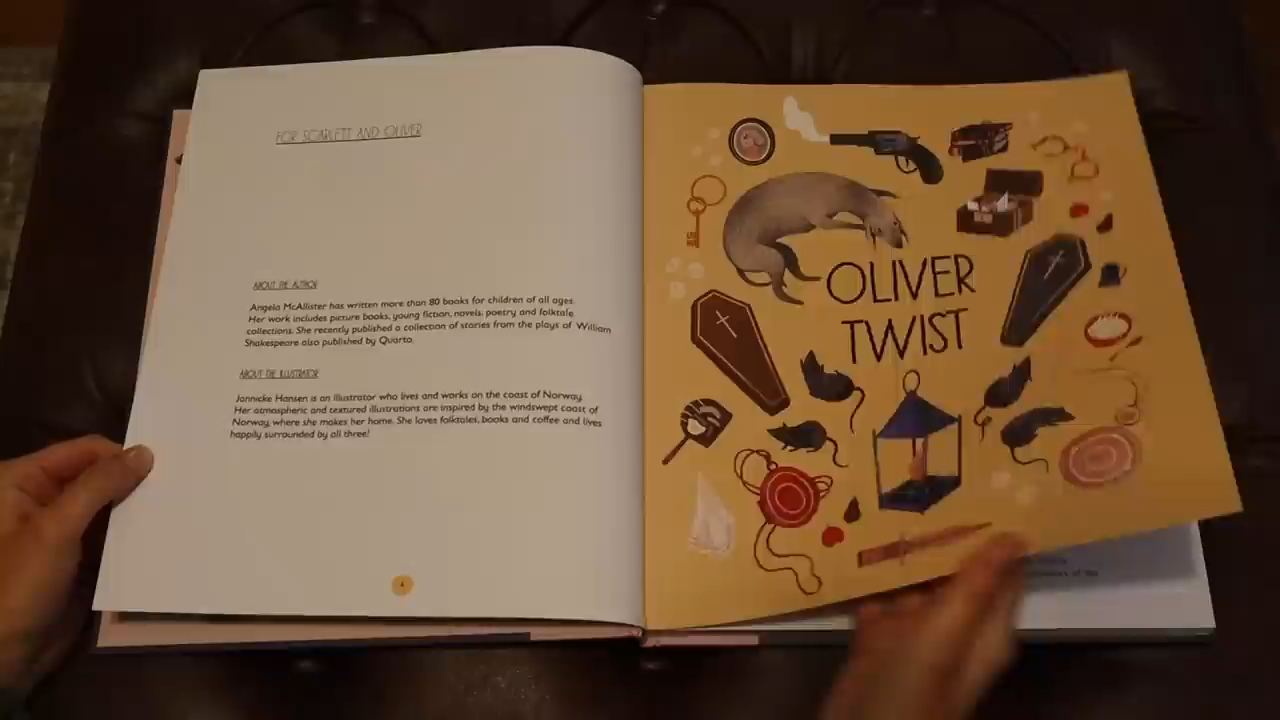 FOR SCARLETT AND OLIVER
ABOUT THE AUTHOR
Angela McAllister has written more than 80 books for children of all ages.
Her work includes picture books, young fiction, novels, poetry and folktale
collections. She recently published a collection of stories from the plays of William
Shakespeare also published by Quarto.
ABOUT THE ILLUSTRATOR
Jannicke Hansen is an illustrator who lives and works on the coast of Norway.
Her atmospheric and textured illustrations are inspired by the windswept coast of
Norway, where she makes her home. She loves folktales, books and coffee and lives
happily surrounded by all three!
4
OLIVER
TWIST